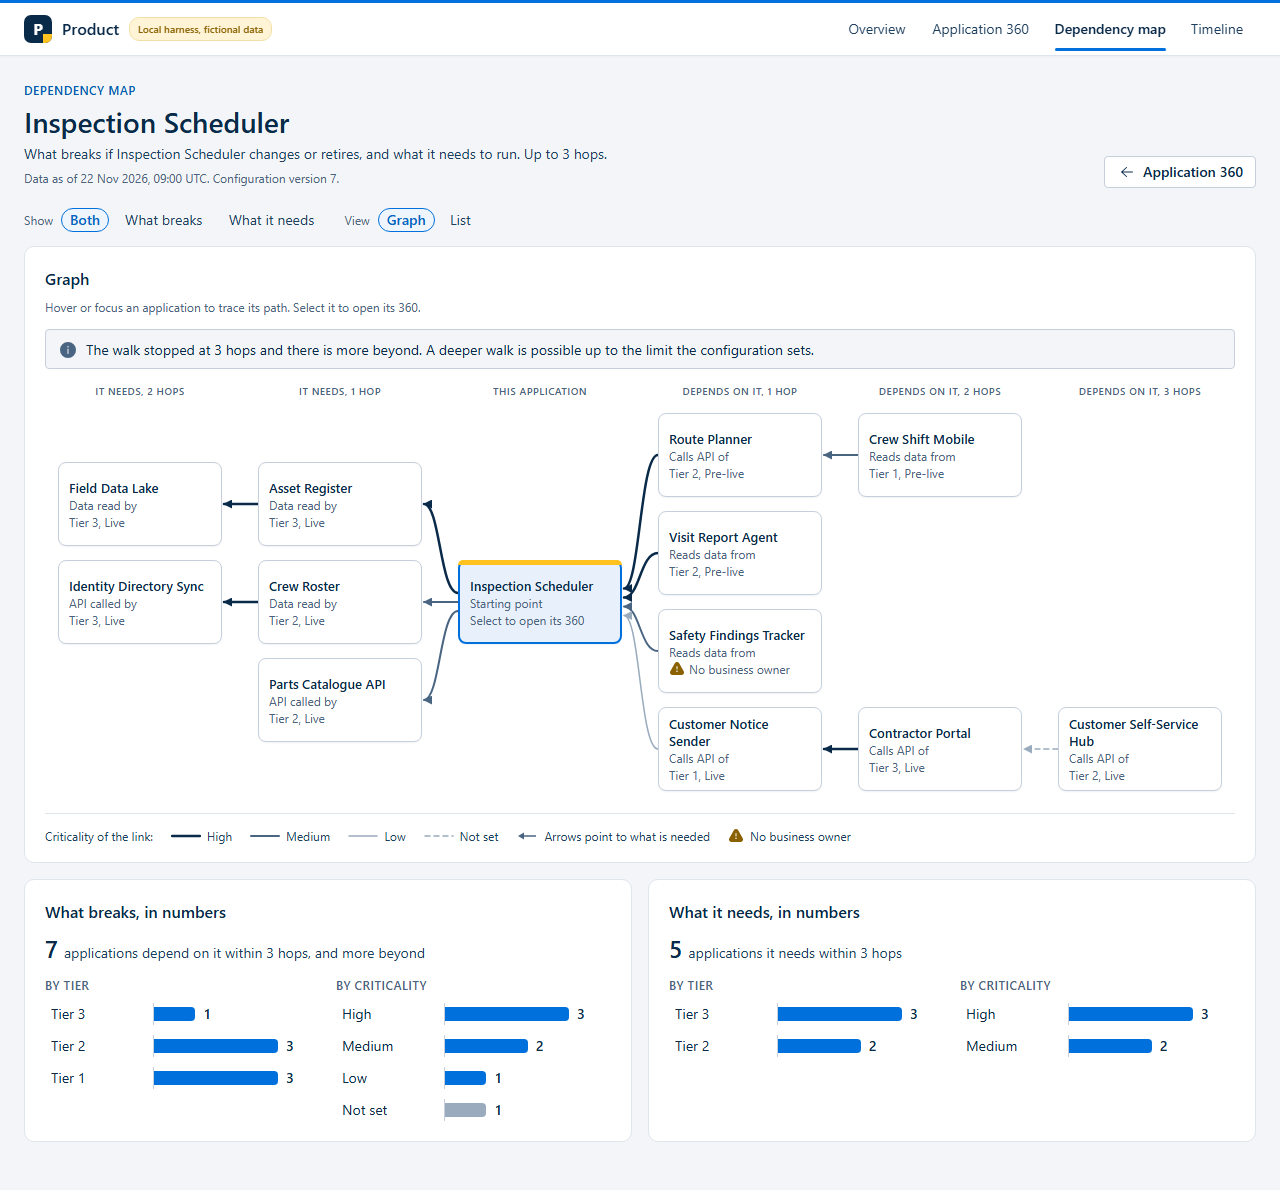 P Product Local harness, fictional data Overview Application 360 Dependency map Timeline
DEPENDENCY MAP
Inspection Scheduler
What breaks if Inspection Scheduler changes or retires, and what it needs to run. Up to 3 hops.
Data as of 22 Nov 2026, 09:00 UTC. Configuration version 7.
← Application 360
Show Both What breaks What it needs View Graph List
Graph
Hover or focus an application to trace its path. Select it to open its 360.
The walk stopped at 3 hops and there is more beyond. A deeper walk is possible up to the limit the configuration sets.
IT NEEDS, 2 HOPS IT NEEDS, 1 HOP THIS APPLICATION DEPENDS ON IT, 1 HOP DEPENDS ON IT, 2 HOPS DEPENDS ON IT, 3 HOPS
Field Data Lake
Data read by
Tier 3, Live
Identity Directory Sync
API called by
Tier 3, Live
Asset Register
Data read by
Tier 3, Live
Crew Roster
Data read by
Tier 2, Live
Parts Catalogue API
API called by
Tier 2, Live
Inspection Scheduler
Starting point
Select to open its 360
Route Planner
Calls API of
Tier 2, Pre-live
Visit Report Agent
Reads data from
Tier 2, Pre-live
Safety Findings Tracker
Reads data from
No business owner
Customer Notice
Sender
Calls API of
Tier 1, Live
Crew Shift Mobile
Reads data from
Tier 1, Pre-live
Contractor Portal
Calls API of
Tier 3, Live
Customer Self-Service
Hub
Calls API of
Tier 2, Live
Criticality of the link: High Medium Low Not set Arrows point to what is needed No business owner
What breaks, in numbers
7 applications depend on it within 3 hops, and more beyond
BY TIER
Tier 3 1
Tier 2 3
Tier 1 3
BY CRITICALITY
High 3
Medium 2
Low 1
Not set 1
What it needs, in numbers
5 applications it needs within 3 hops
BY TIER
Tier 3 3
Tier 2 2
BY CRITICALITY
High 3
Medium 2